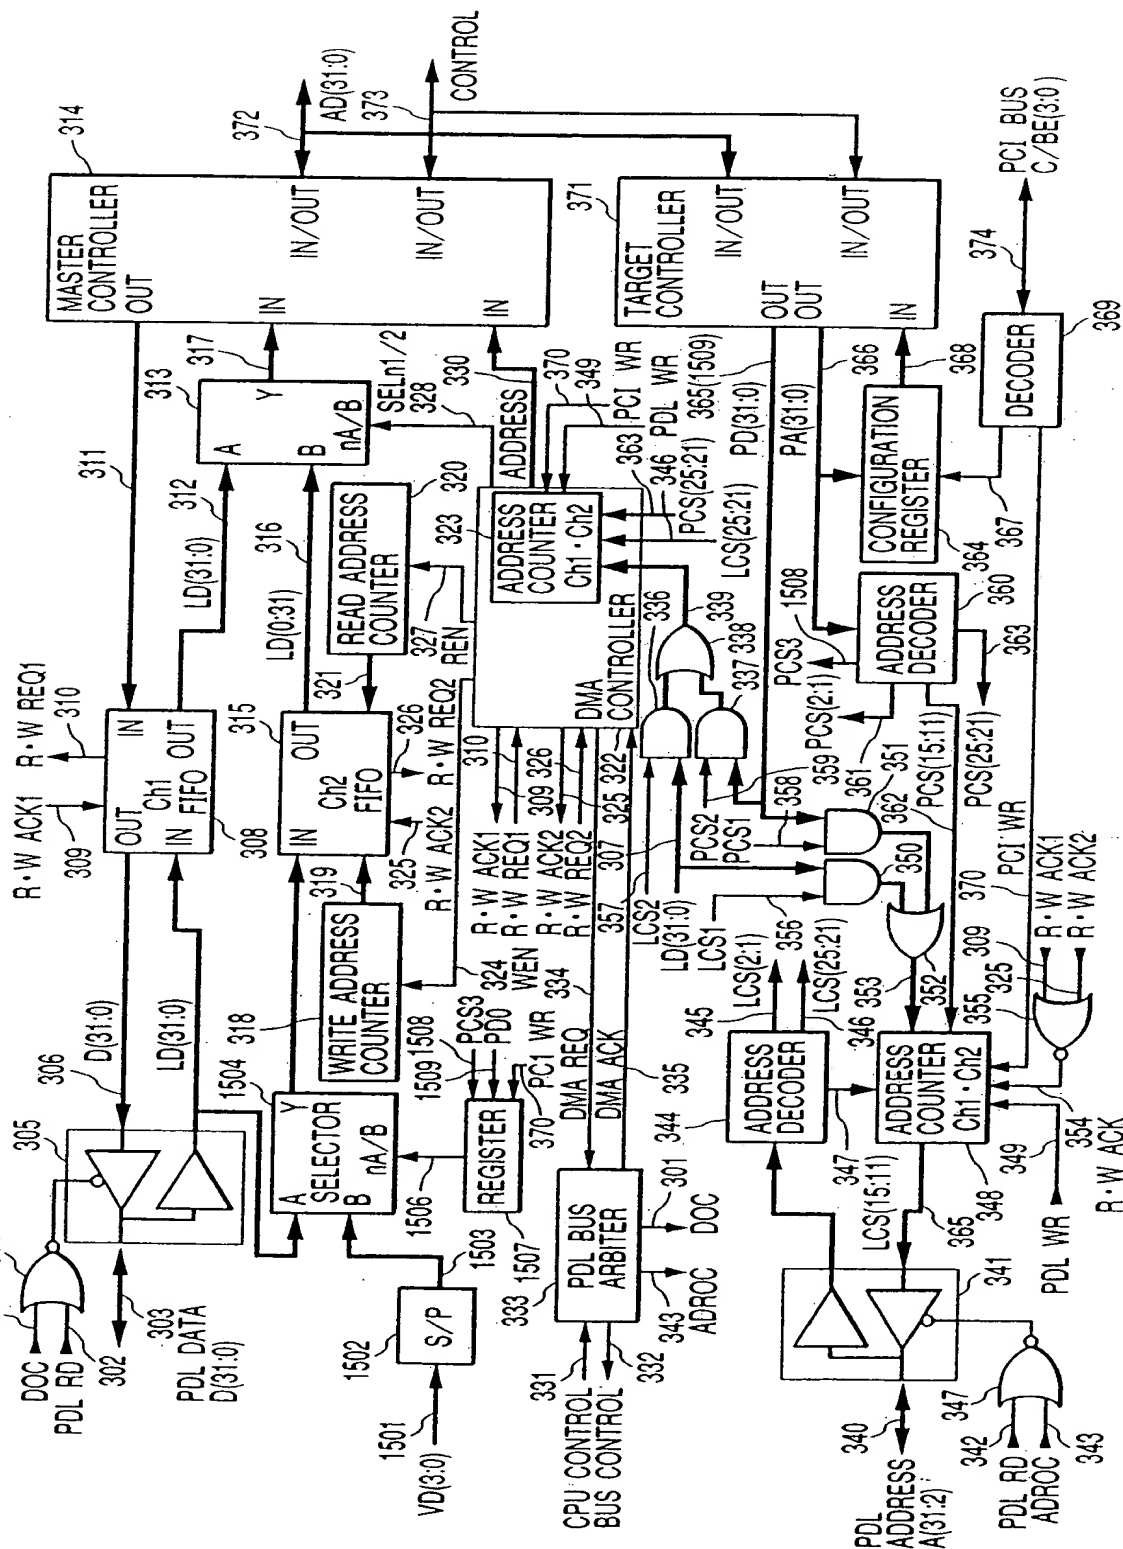 DOC
PDL RD
302
303
PDL DATA
D(31:0)
305
306
D(31:0)
LD(31:0)
R·W ACK1
309
R·W REQ1
310
OUT
IN
Ch1
FIFO
IN
OUT
308
311
LD(31:0)
312
313
A
B
Y
nA/B
317
SELn1/2
328
314
MASTER
CONTROLLER
OUT
IN
IN
IN/OUT
IN/OUT
372
AD(31:0)
373
CONTROL
VD(3:0)
1501
1502
S/P
1503
1504
A
B
Y
SELECTOR
nA/B
1506
REGISTER
1507
1508
PCS3
1509
PD0
370
PCI WR
318
WRITE ADDRESS
COUNTER
319
324
WEN
315
IN
OUT
Ch2
FIFO
325
R·W ACK2
326
R·W REQ2
LD(0:31)
316
321
READ ADDRESS
COUNTER
320
327
REN
323
ADDRESS
COUNTER
Ch1·Ch2
ADDRESS
330
370
349
PCI WR
PDL WR
363
346
PCS(25:21)
LCS(25:21)
DMA
CONTROLLER
322
R·W ACK1
R·W REQ1
R·W ACK2
R·W REQ2
310
309
326
325
334
DMA REQ
DMA ACK
335
CPU CONTROL
BUS CONTROL
331
332
333
PDL BUS
ARBITER
301
DOC
343
ADROC
307
357
LCS2
LD(31:0)
LCS1
356
336
339
338
337
PCS2
PCS1
359
358
PCS(2:1)
361
351
362
350
352
353
371
TARGET
CONTROLLER
OUT
OUT
IN
IN/OUT
IN/OUT
365(1509)
PD(31:0)
PA(31:0)
366
368
CONFIGURATION
REGISTER
364
367
1508
PCS3
ADDRESS
DECODER
360
363
PCS(15:11)
PCS(25:21)
DECODER
369
374
PCI BUS
C/BE(3:0)
PCI WR
370
R·W ACK1
R·W ACK2
309
325
355
354
R·W ACK
349
PDL WR
348
ADDRESS
COUNTER
Ch1·Ch2
347
344
ADDRESS
DECODER
345
LCS(2:1)
346
LCS(25:21)
LCS(15:11)
365
341
340
PDL
ADDRESS
A(31:2)
347
PDL RD
ADROC
342
343